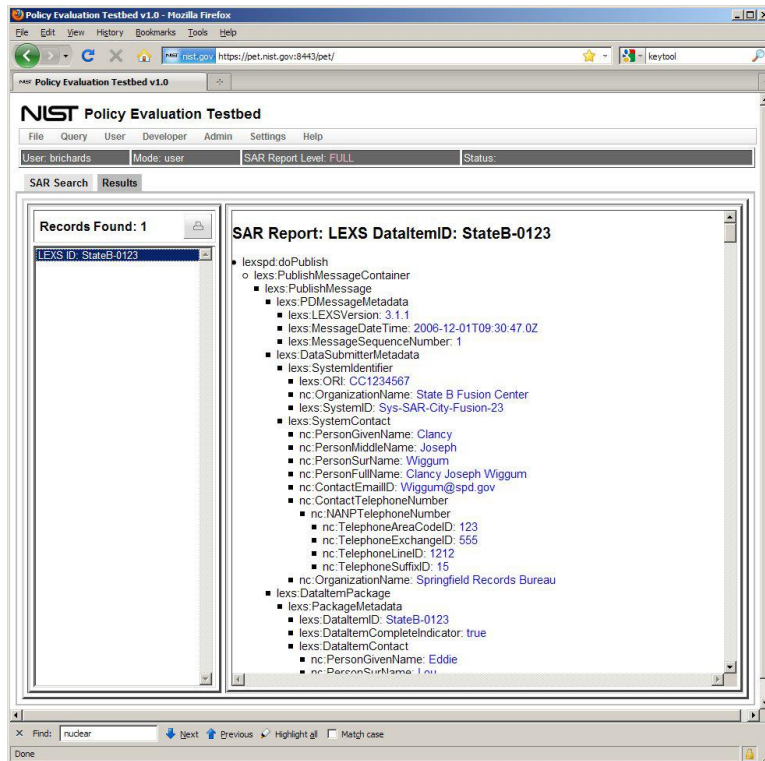 Policy Evaluation Testbed v1.0 - Mozilla Firefox
File Edit View History Bookmarks Tools Help
NIST nist.gov https://pet.nist.gov:8443/pet/ keytool
NIST Policy Evaluation Testbed v1.0
NIST Policy Evaluation Testbed
File Query User Developer Admin Settings Help
User: brichards Mode: user SAR Report Level: FULL Status:
SAR Search Results
Records Found: 1
LEXS ID: StateB-0123
SAR Report: LEXS DataItemID: StateB-0123
lexspd:doPublish
lexs:PublishMessageContainer
lexs:PublishMessage
lexs:PDMessageMetadata
lexs:LEXSVersion: 3.1.1
lexs:MessageDateTime: 2006-12-01T09:30:47.0Z
lexs:MessageSequenceNumber: 1
lexs:DataSubmitterMetadata
lexs:SystemIdentifier
lexs:ORI: CC1234567
nc:OrganizationName: State B Fusion Center
lexs:SystemID: Sys-SAR-City-Fusion-23
lexs:SystemContact
nc:PersonGivenName: Clancy
nc:PersonMiddleName: Joseph
nc:PersonSurName: Wiggum
nc:PersonFullName: Clancy Joseph Wiggum
nc:ContactEmailID: Wiggum@spd.gov
nc:ContactTelephoneNumber
nc:NANPTelephoneNumber
nc:TelephoneAreaCodeID: 123
nc:TelephoneExchangeID: 555
nc:TelephoneLineID: 1212
nc:TelephoneSuffixID: 15
nc:OrganizationName: Springfield Records Bureau
lexs:DataItemPackage
lexs:PackageMetadata
lexs:DataItemID: StateB-0123
lexs:DataItemCompleteIndicator: true
lexs:DataItemContact
nc:PersonGivenName: Eddie
nc:PersonSurName: Lou
Find: nuclear Next Previous Highlight all Match case
Done